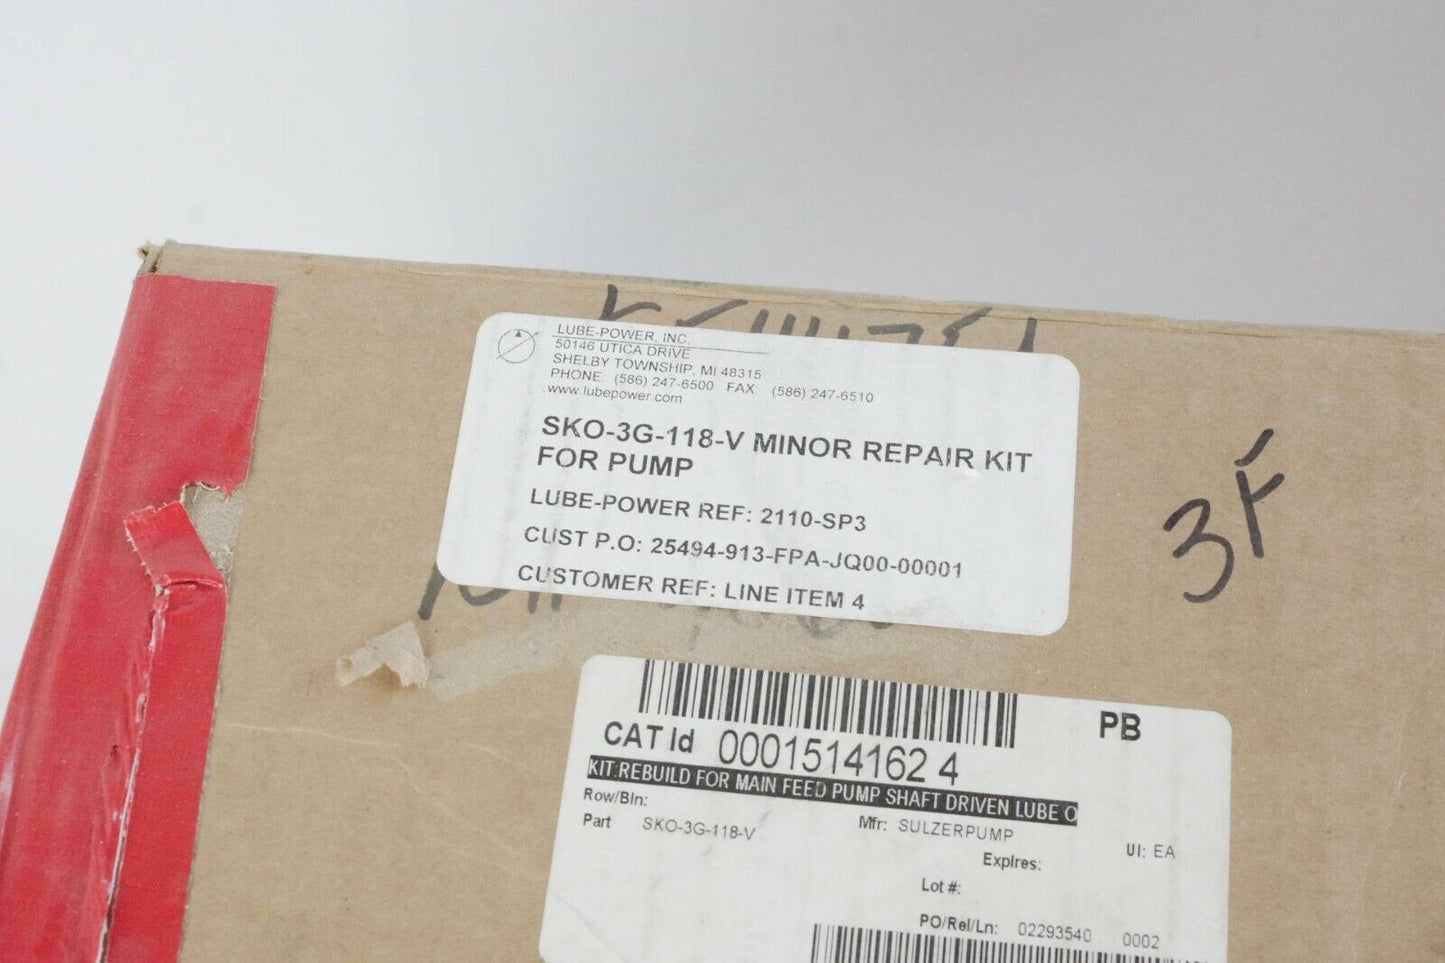 LUBE-POWER, INC.
50146 UTICA DRIVE
SHELBY TOWNSHIP, MI 48315
PHONE: (586) 247-6500 FAX (586) 247-6510
www.lubepower.com
SKO-3G-118-V MINOR REPAIR KIT
FOR PUMP
LUBE-POWER REF: 2110-SP3
CUST P.O: 25494-913-FPA-JQ00-00001
CUSTOMER REF: LINE ITEM 4
3F
PB
CAT Id 0001514162 4
KIT:REBUILD FOR MAIN FEED PUMP SHAFT DRIVEN LUBE O
Row/Bin:
Part SKO-3G-118-V Mfr: SULZERPUMP
UI: EA
Expires:
Lot #:
PO/Rel/Ln: 02293540 0002